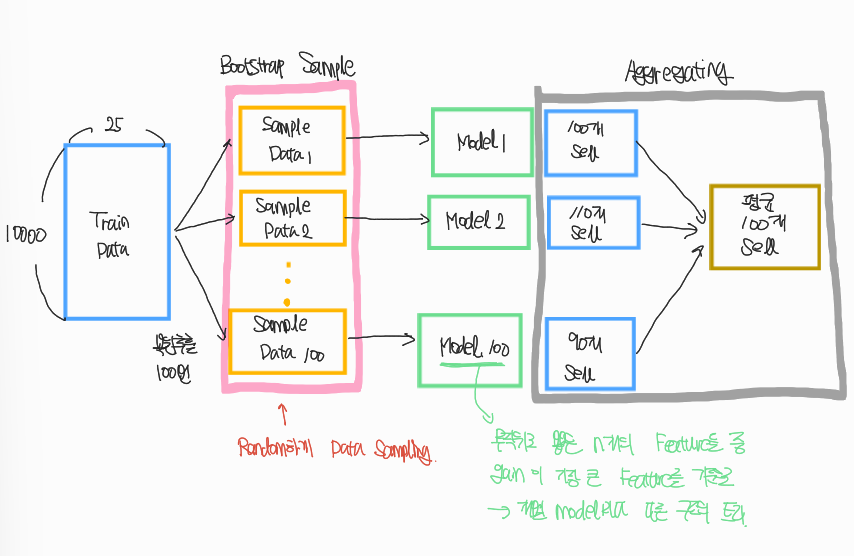 Bootstrap Sample
Aggregating
25
10000
Train
Data
Sample
Data 1
Sample
Data 2
Sample
Data 100
Model 1
Model 2
Model 100
100개
Sell
110개
Sell
90개
Sell
평균
100개
Sell
복원추출
100번
Random하게 Data Sampling.
무작위로 뽑은 n개의 Feature들 중
gain이 가장 큰 Feature를 기준으로
→ 개별 model마다 다른 구조의 트리